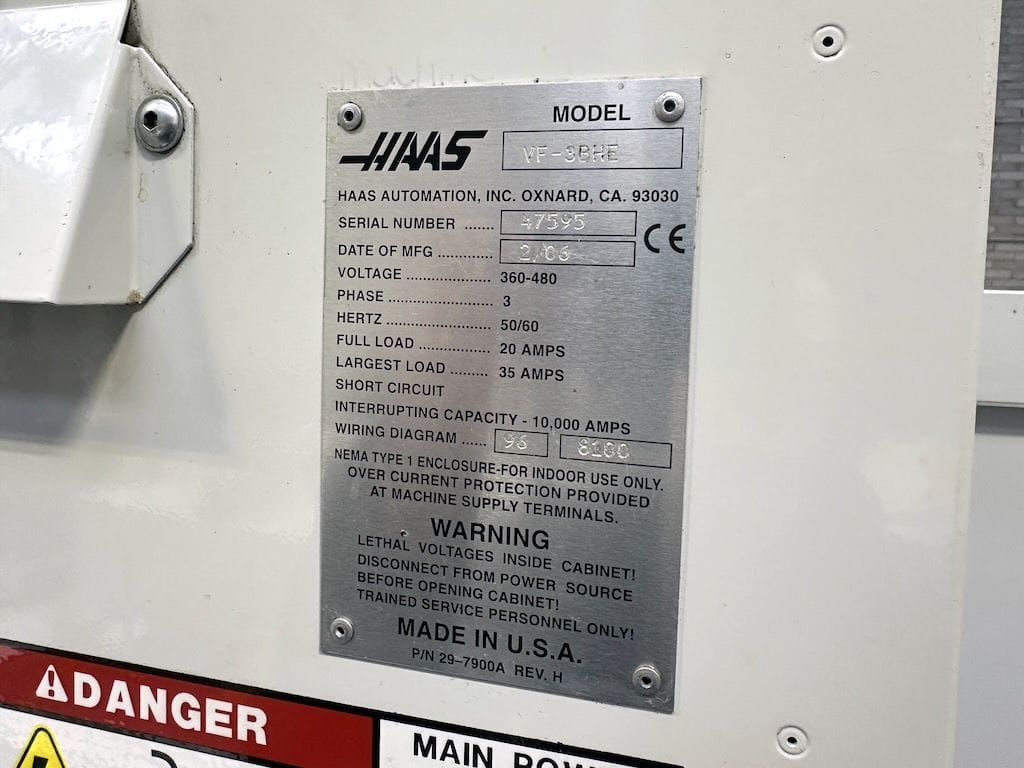 MODEL
HAAS VF-3BHE
HAAS AUTOMATION, INC. OXNARD, CA. 93030
SERIAL NUMBER ....... 47595
DATE OF MFG ............. 2/06
CE
VOLTAGE .................... 360-480
PHASE ......................... 3
HERTZ ......................... 50/60
FULL LOAD ................. 20 AMPS
LARGEST LOAD ......... 35 AMPS
SHORT CIRCUIT
INTERRUPTING CAPACITY - 10,000 AMPS
WIRING DIAGRAM ...... 96 8100
NEMA TYPE 1 ENCLOSURE-FOR INDOOR USE ONLY.
OVER CURRENT PROTECTION PROVIDED
AT MACHINE SUPPLY TERMINALS.
WARNING
LETHAL VOLTAGES INSIDE CABINET!
DISCONNECT FROM POWER SOURCE
BEFORE OPENING CABINET!
TRAINED SERVICE PERSONNEL ONLY!
MADE IN U.S.A.
P/N 29-7900A REV. H
DANGER
MAIN